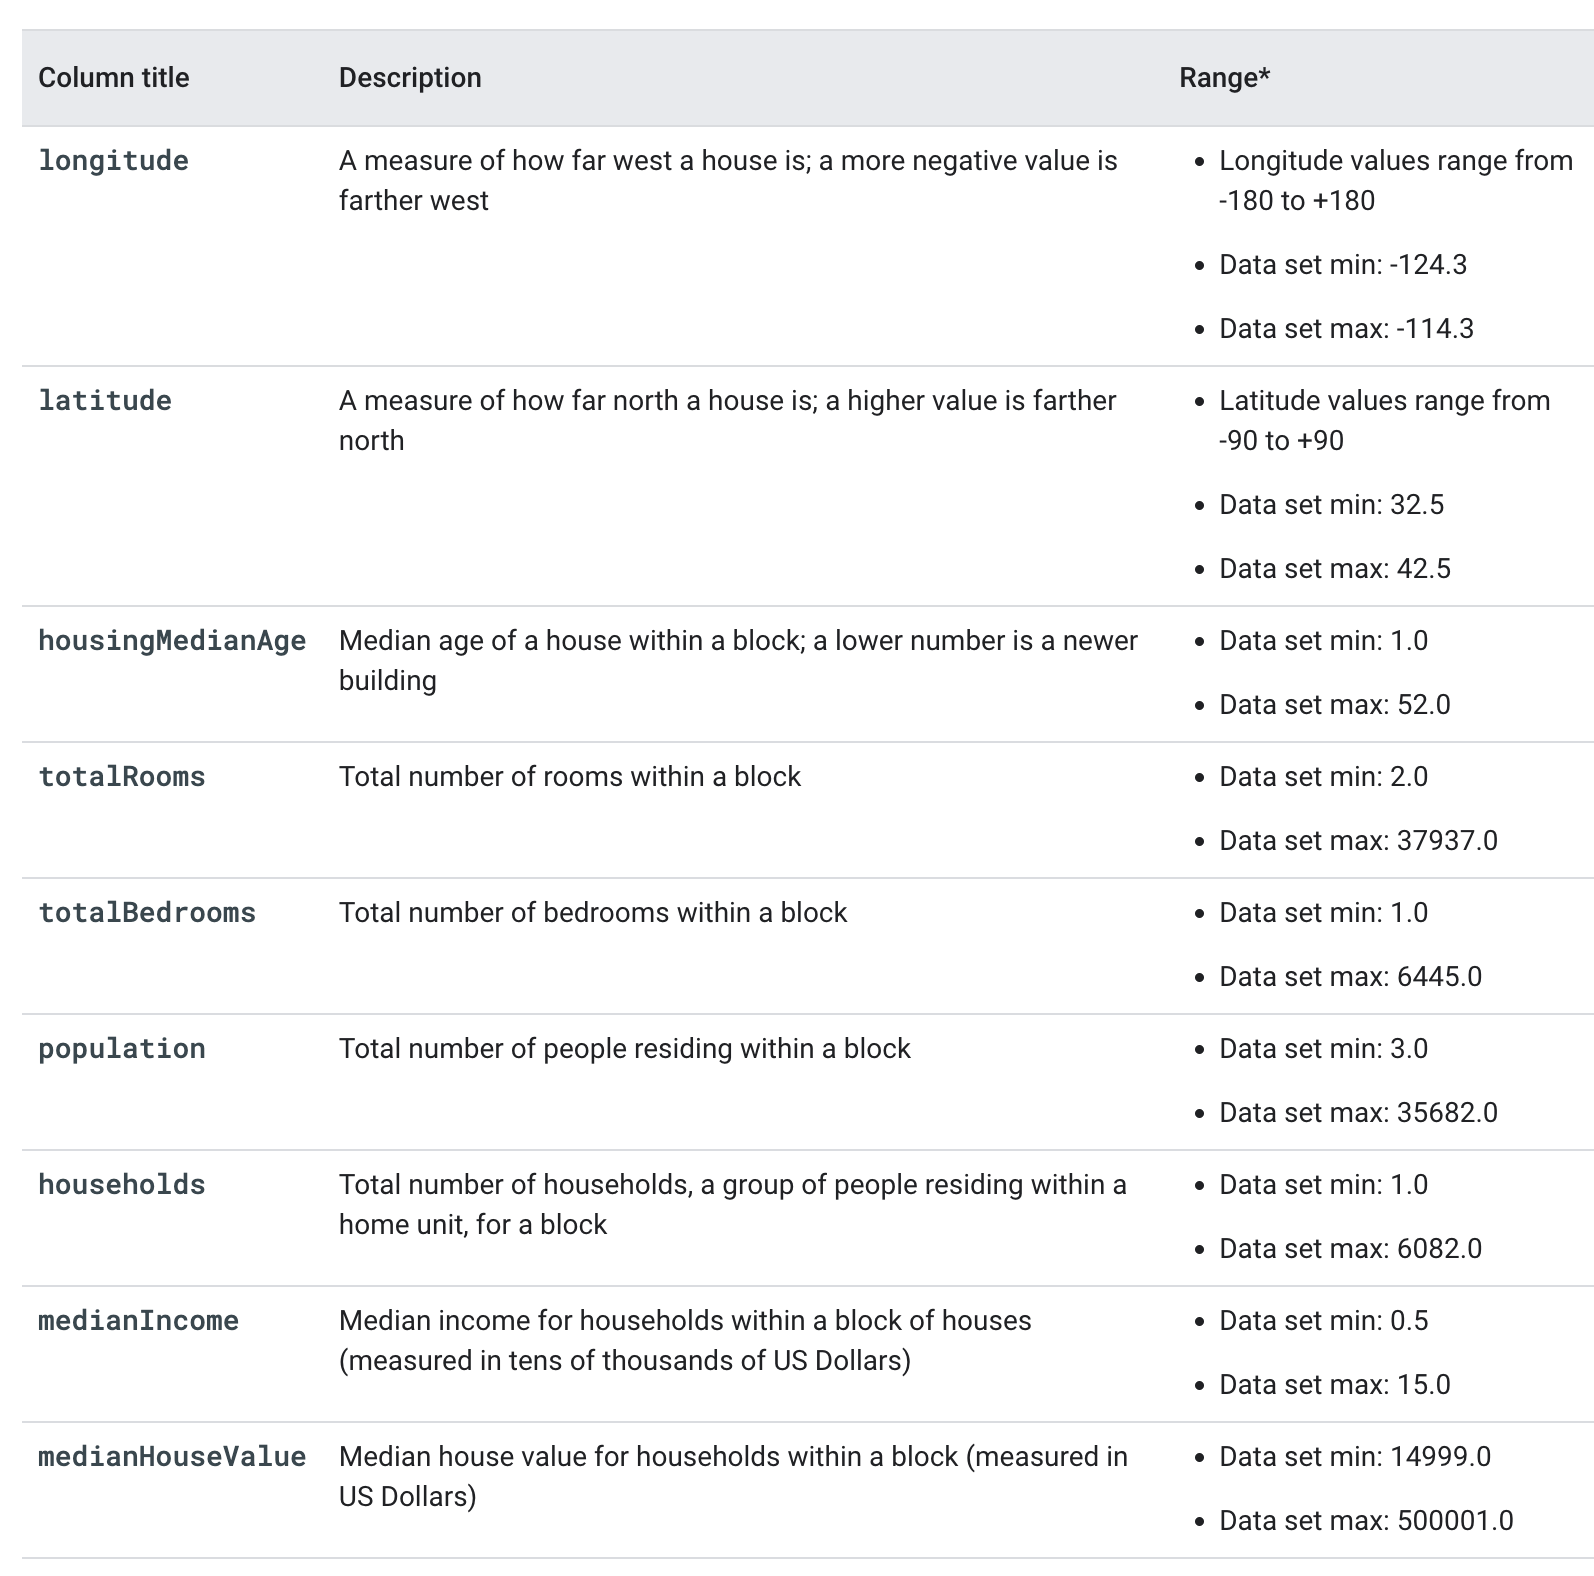 Column title Description Range*
longitude A measure of how far west a house is; a more negative value is • Longitude values range from
farther west -180 to +180
• Data set min: -124.3
• Data set max: -114.3
latitude A measure of how far north a house is; a higher value is farther • Latitude values range from
north -90 to +90
• Data set min: 32.5
• Data set max: 42.5
housingMedianAge Median age of a house within a block; a lower number is a newer • Data set min: 1.0
building
• Data set max: 52.0
totalRooms Total number of rooms within a block • Data set min: 2.0
• Data set max: 37937.0
totalBedrooms Total number of bedrooms within a block • Data set min: 1.0
• Data set max: 6445.0
population Total number of people residing within a block • Data set min: 3.0
• Data set max: 35682.0
households Total number of households, a group of people residing within a • Data set min: 1.0
home unit, for a block
• Data set max: 6082.0
medianIncome Median income for households within a block of houses • Data set min: 0.5
(measured in tens of thousands of US Dollars)
• Data set max: 15.0
medianHouseValue Median house value for households within a block (measured in • Data set min: 14999.0
US Dollars)
• Data set max: 500001.0